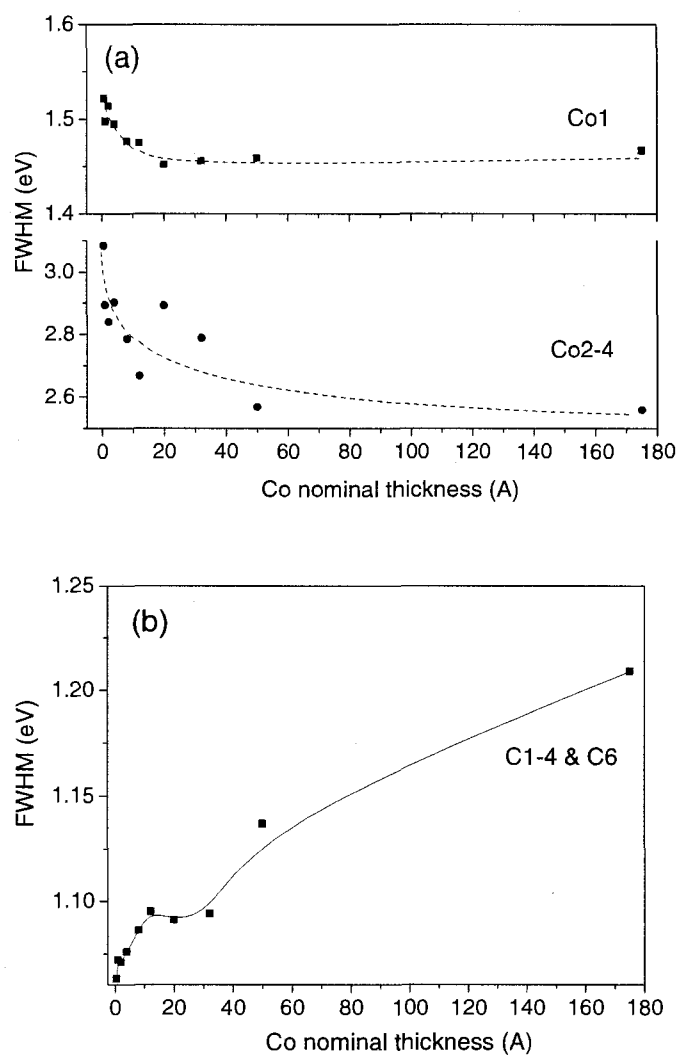 (a)
1.6
1.5
1.4
Co1
FWHM (eV)
3.0
2.8
2.6
Co2-4
0 20 40 60 80 100 120 140 160 180
Co nominal thickness (A)
(b)
1.25
1.20
1.15
1.10
FWHM (eV)
C1-4 & C6
0 20 40 60 80 100 120 140 160 180
Co nominal thickness (A)